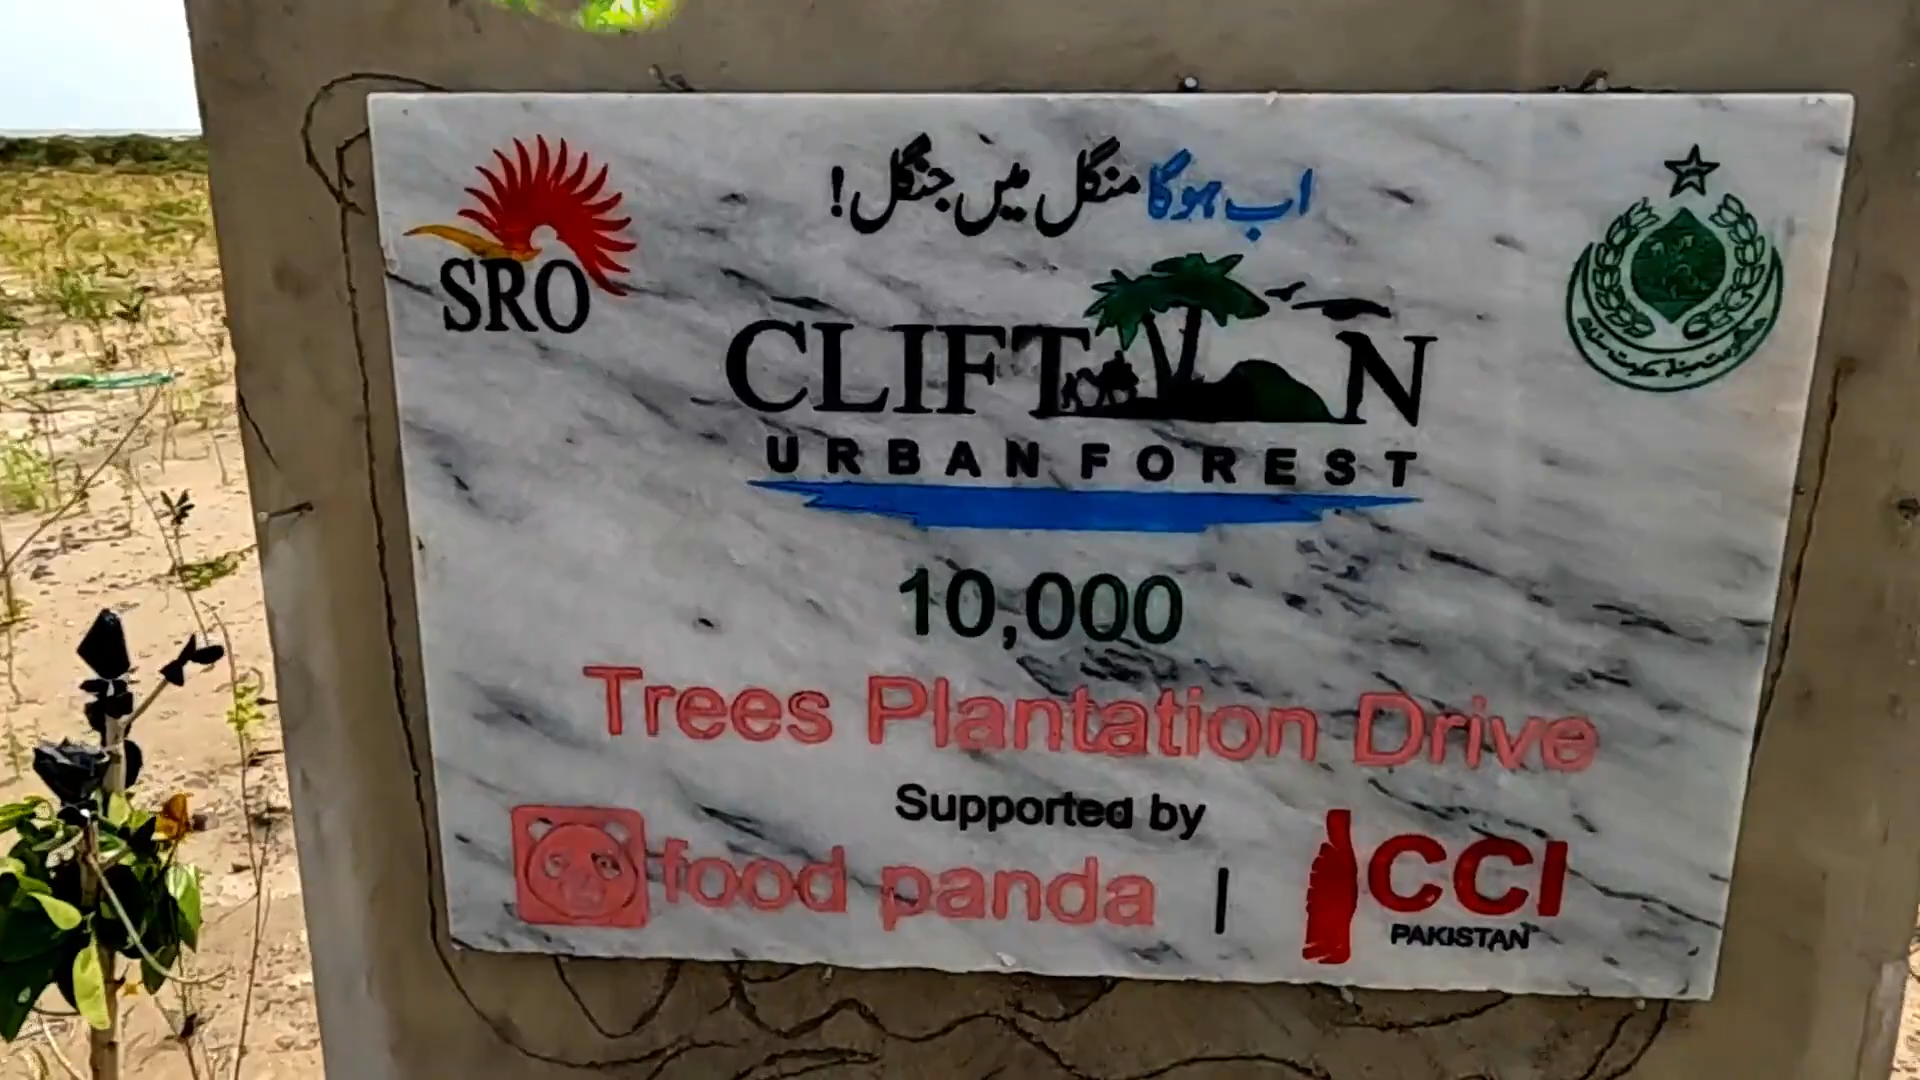 اب ہوگا منگل میں جنگل!
SRO
CLIFTON
URBAN FOREST
10,000
Trees Plantation Drive
Supported by
food panda | CCI
PAKISTAN